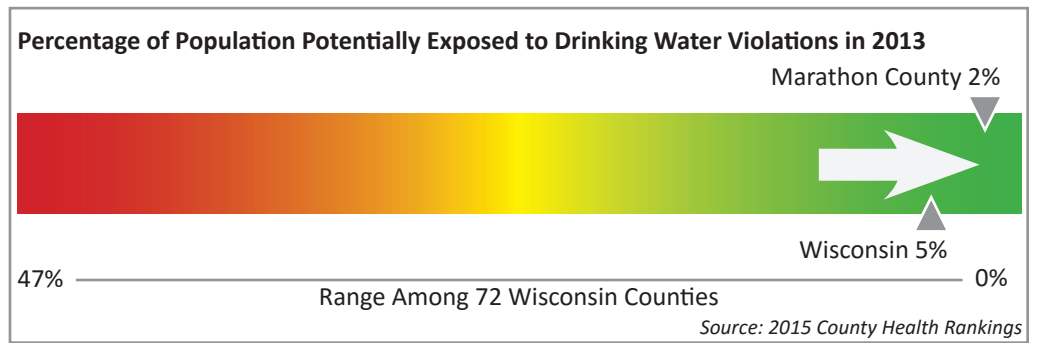 Percentage of Population Potentially Exposed to Drinking Water Violations in 2013
Marathon County 2%
Wisconsin 5%
47%
0%
Range Among 72 Wisconsin Counties
Source: 2015 County Health Rankings